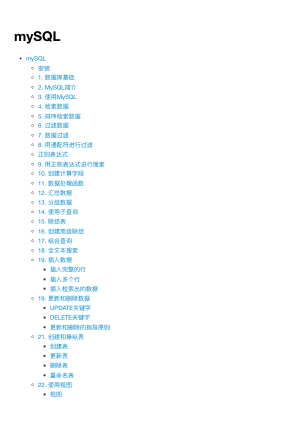 mySQL
mySQL
安装
1. 数据库基础
2. MySQL简介
3. 使用MySQL
4. 检索数据
5. 排序检索数据
6. 过滤数据
7. 数据过滤
8. 用通配符进行过滤
正则表达式
9. 用正则表达式进行搜索
10. 创建计算字段
11. 数据处理函数
12. 汇总数据
13. 分组数据
14. 使用子查询
15. 联结表
16. 创建高级联结
17. 组合查询
18. 全文本搜索
19. 插入数据
插入完整的行
插入多个行
插入检索出的数据
19. 更新和删除数据
UPDATE关键字
DELETE关键字
更新和删除的指导原则
21. 创建和操纵表
创建表
更新表
删除表
重命名表
22. 使用视图
视图